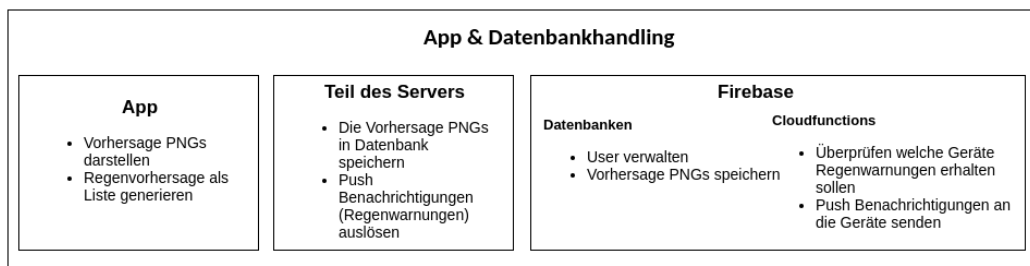 App & Datenbankhandling
App
• Vorhersage PNGs
darstellen
• Regenvorhersage als
Liste generieren
Teil des Servers
• Die Vorhersage PNGs
in Datenbank
speichern
• Push
Benachrichtigungen
(Regenwarnungen)
auslösen
Firebase
Datenbanken
• User verwalten
• Vorhersage PNGs speichern
Cloudfunctions
• Überprüfen welche Geräte
Regenwarnungen erhalten
sollen
• Push Benachrichtigungen an
die Geräte senden